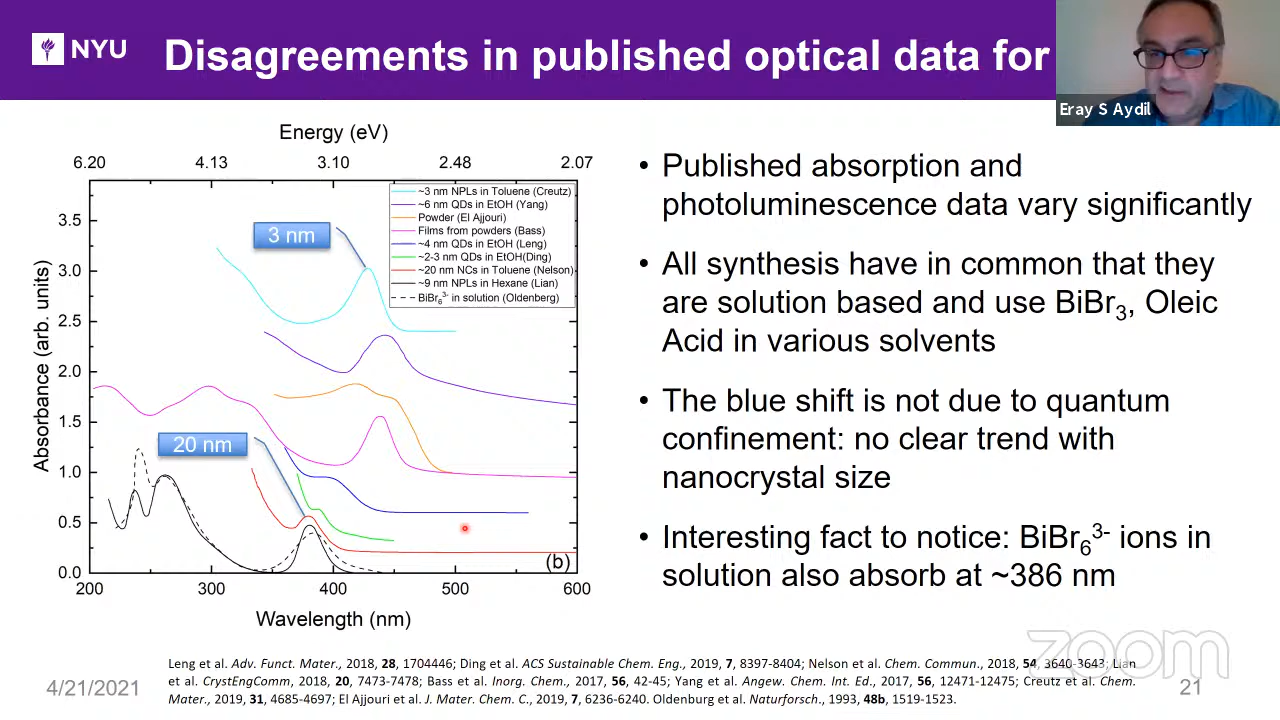 NYU
Disagreements in published optical data for
Eray S Aydil
Energy (eV)
6.20 4.13 3.10 2.48 2.07
~3 nm NPLs in Toluene (Creutz)
~6 nm QDs in EtOH (Yang)
Powder (El Ajjouri)
Films from powders (Bass)
~4 nm QDs in EtOH (Leng)
~2-3 nm QDs in EtOH(Ding)
~20 nm NCs in Toluene (Nelson)
~9 nm NPLs in Hexane (Lian)
BiBr₆³⁻ in solution (Oldenberg)
3 nm
20 nm
Absorbance (arb. units)
3.5
3.0
2.5
2.0
1.5
1.0
0.5
0.0
(b)
200 300 400 500 600
Wavelength (nm)
• Published absorption and
photoluminescence data vary significantly
• All synthesis have in common that they
are solution based and use BiBr₃, Oleic
Acid in various solvents
• The blue shift is not due to quantum
confinement: no clear trend with
nanocrystal size
• Interesting fact to notice: BiBr₆³⁻ ions in
solution also absorb at ~386 nm
zoom
Leng et al. Adv. Funct. Mater., 2018, 28, 1704446; Ding et al. ACS Sustainable Chem. Eng., 2019, 7, 8397-8404; Nelson et al. Chem. Commun., 2018, 54, 3640-3643; Lian
et al. CrystEngComm, 2018, 20, 7473-7478; Bass et al. Inorg. Chem., 2017, 56, 42-45; Yang et al. Angew. Chem. Int. Ed., 2017, 56, 12471-12475; Creutz et al. Chem.
Mater., 2019, 31, 4685-4697; El Ajjouri et al. J. Mater. Chem. C., 2019, 7, 6236-6240. Oldenburg et al. Naturforsch., 1993, 48b, 1519-1523.
4/21/2021
21